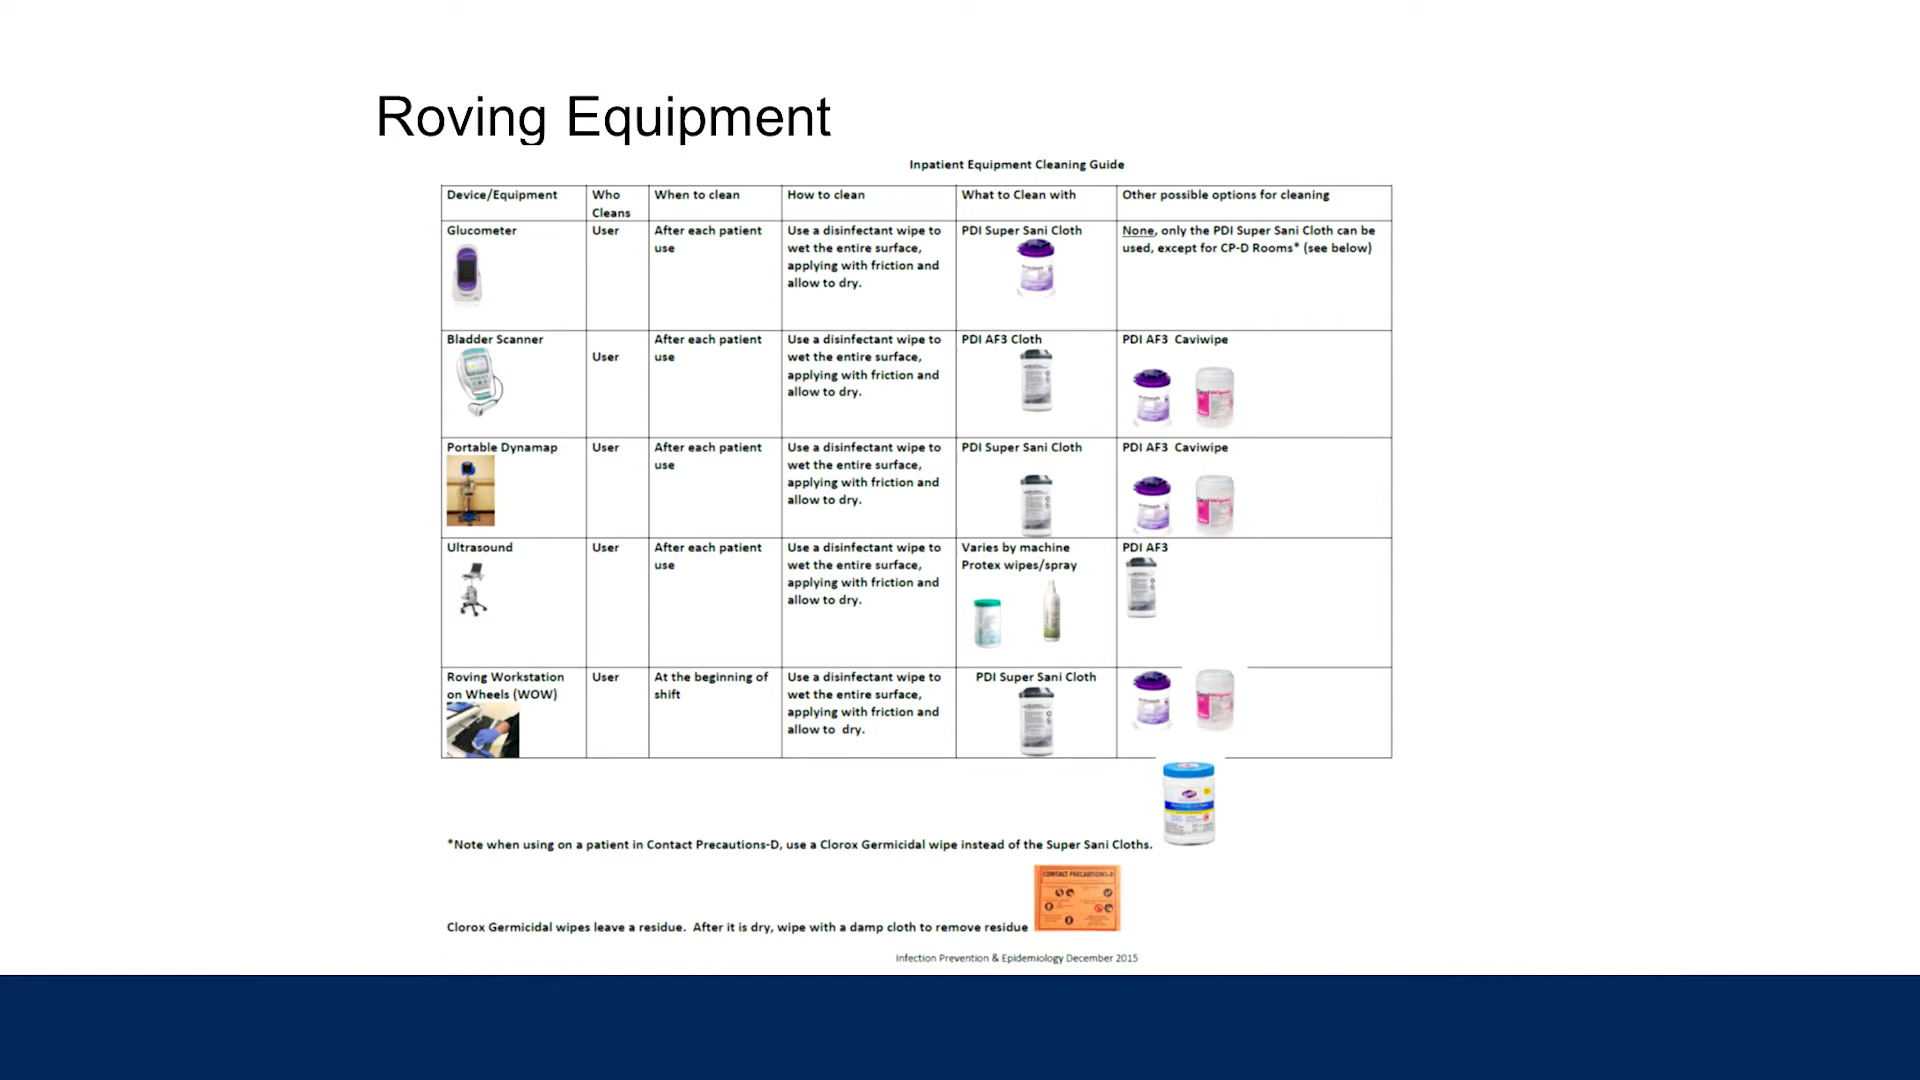 Roving Equipment
Inpatient Equipment Cleaning Guide
Device/Equipment
Who
Cleans
When to clean
How to clean
What to Clean with
Other possible options for cleaning
Glucometer
User
After each patient
use
Use a disinfectant wipe to
wet the entire surface,
applying with friction and
allow to dry.
PDI Super Sani Cloth
None, only the PDI Super Sani Cloth can be
used, except for CP-D Rooms* (see below)
Bladder Scanner
User
After each patient
use
Use a disinfectant wipe to
wet the entire surface,
applying with friction and
allow to dry.
PDI AF3 Cloth
PDI AF3 Caviwipe
Portable Dynamap
User
After each patient
use
Use a disinfectant wipe to
wet the entire surface,
applying with friction and
allow to dry.
PDI Super Sani Cloth
PDI AF3 Caviwipe
Ultrasound
User
After each patient
use
Use a disinfectant wipe to
wet the entire surface,
applying with friction and
allow to dry.
Varies by machine
Protex wipes/spray
PDI AF3
Roving Workstation
on Wheels (WOW)
User
At the beginning of
shift
Use a disinfectant wipe to
wet the entire surface,
applying with friction and
allow to dry.
PDI Super Sani Cloth
*Note when using on a patient in Contact Precautions-D, use a Clorox Germicidal wipe instead of the Super Sani Cloths.
CONTACT PRECAUTIONS-D
Clorox Germicidal wipes leave a residue. After it is dry, wipe with a damp cloth to remove residue
Infection Prevention & Epidemiology December 2015